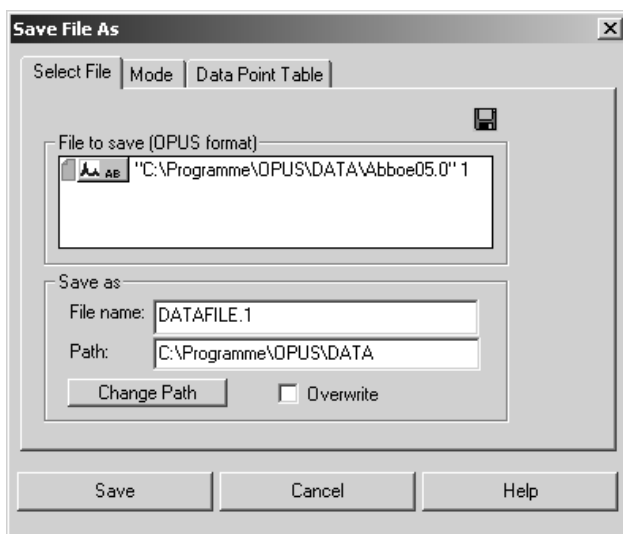 Save File As
Select File Mode Data Point Table
File to save (OPUS format)
AB "C:\Programme\OPUS\DATA\Abboe05.0" 1
Save as
File name: DATAFILE.1
Path: C:\Programme\OPUS\DATA
Change Path Overwrite
Save Cancel Help